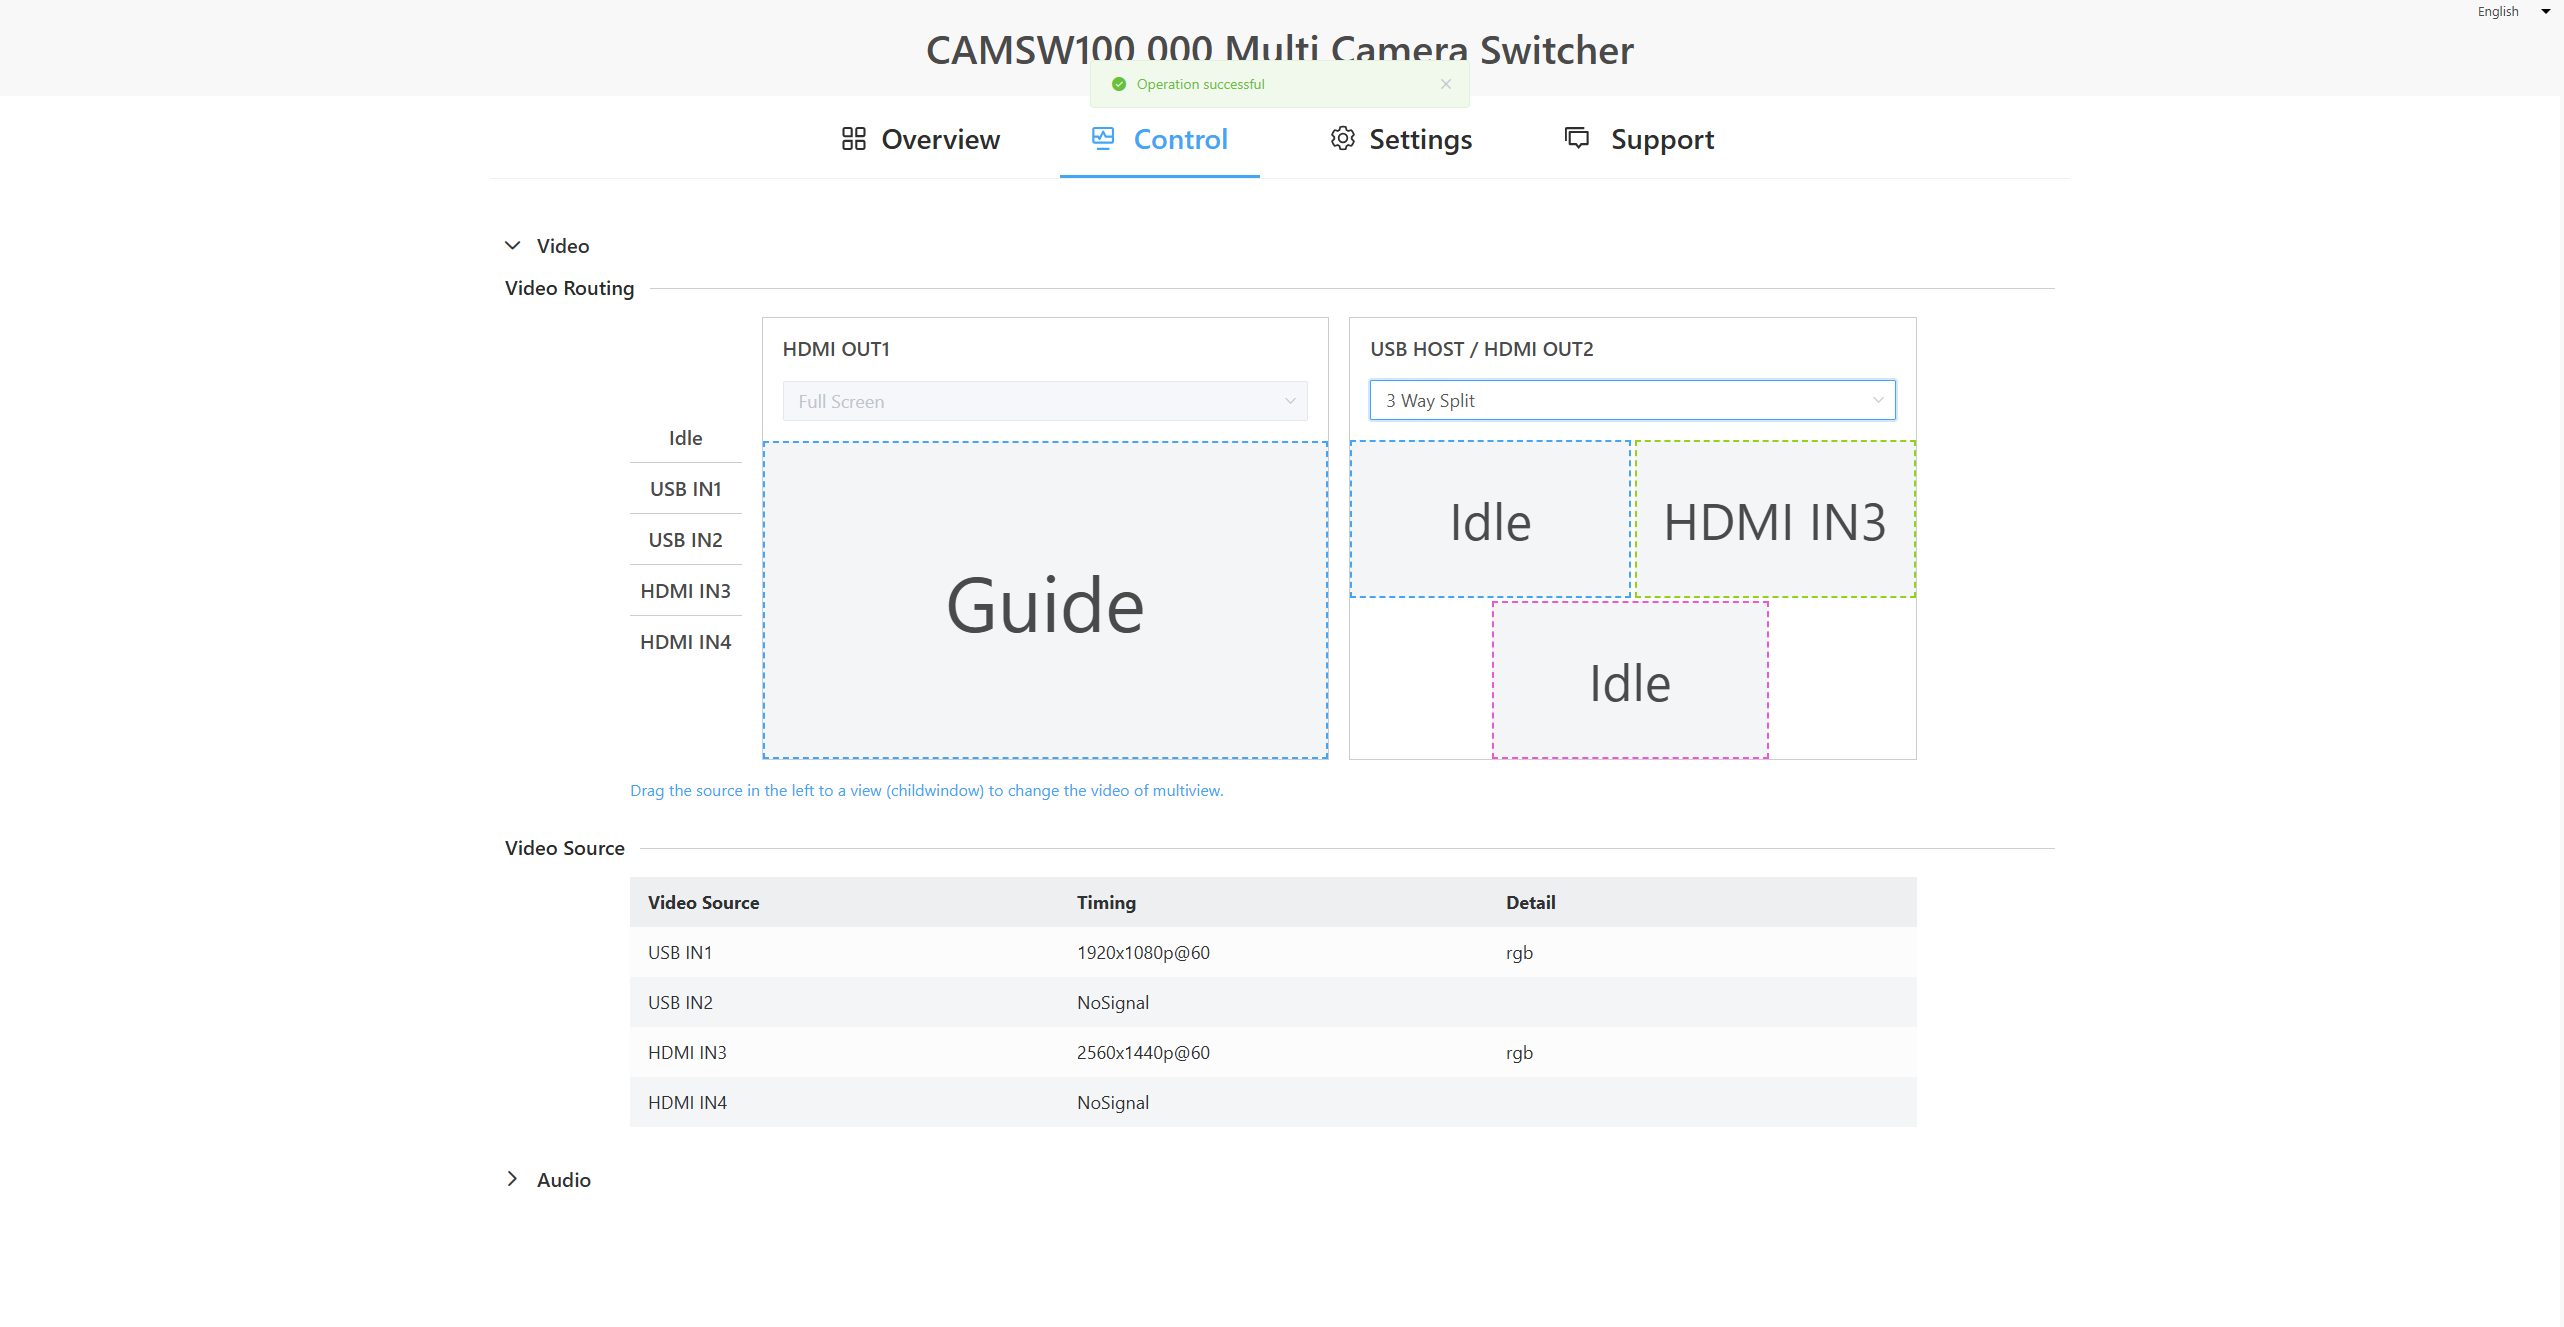 English
CAMSW100 000 Multi Camera Switcher
Operation successful
Overview
Control
Settings
Support
Video
Video Routing
Idle
USB IN1
USB IN2
HDMI IN3
HDMI IN4
HDMI OUT1
Full Screen
Guide
USB HOST / HDMI OUT2
3 Way Split
Idle
HDMI IN3
Idle
Drag the source in the left to a view (childwindow) to change the video of multiview.
Video Source
Video Source Timing Detail
USB IN1 1920x1080p@60 rgb
USB IN2 NoSignal
HDMI IN3 2560x1440p@60 rgb
HDMI IN4 NoSignal
Audio